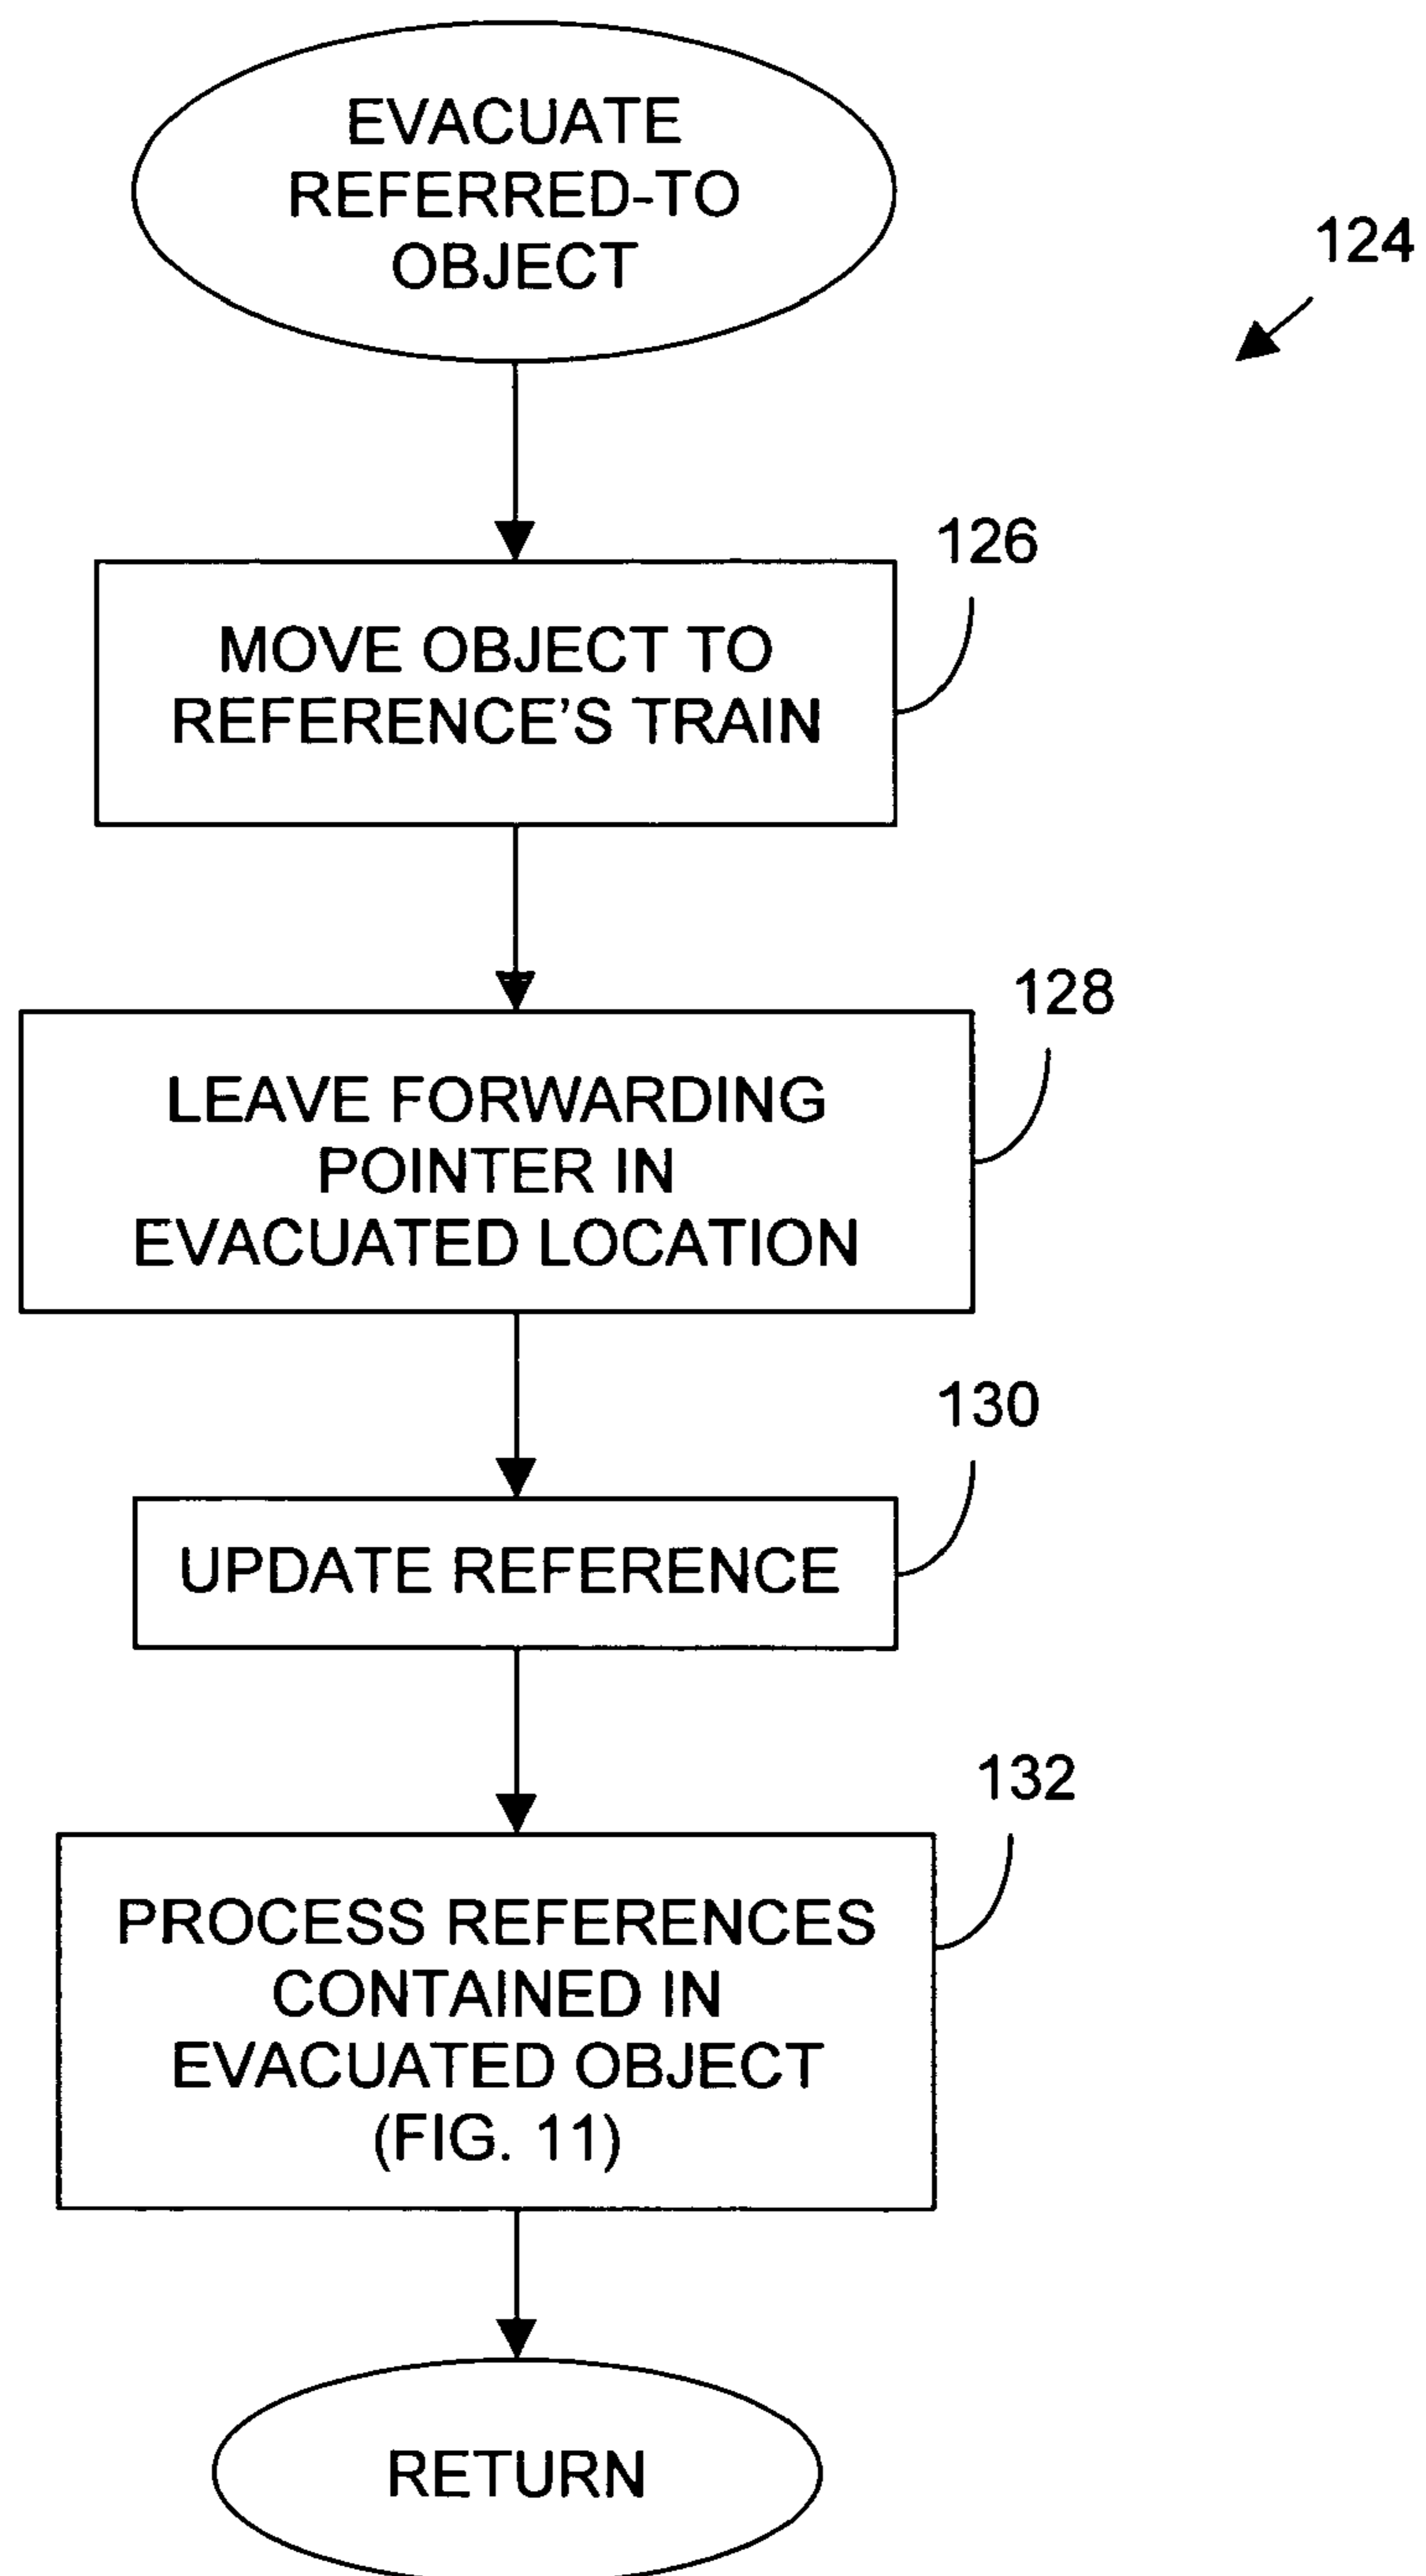 EVACUATE
REFERRED-TO
OBJECT
124
126
MOVE OBJECT TO
REFERENCE'S TRAIN
128
LEAVE FORWARDING
POINTER IN
EVACUATED LOCATION
130
UPDATE REFERENCE
132
PROCESS REFERENCES
CONTAINED IN
EVACUATED OBJECT
(FIG. 11)
RETURN